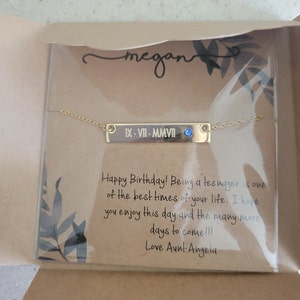 megan
IX · VII · MMVII
Happy Birthday! Being a teenager is one
of the best times of your life. I hope
you enjoy this day and the many more
days to come!!!
Love Aunt Angela